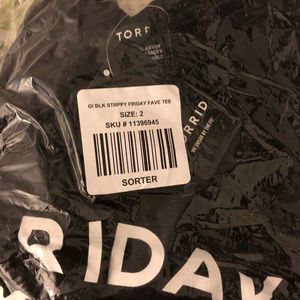 TORR
GI BLK STRPPY FRIDAY FAVE TEE
SIZE: 2
SKU # 11396945
SORTER
RRID
RIDAY